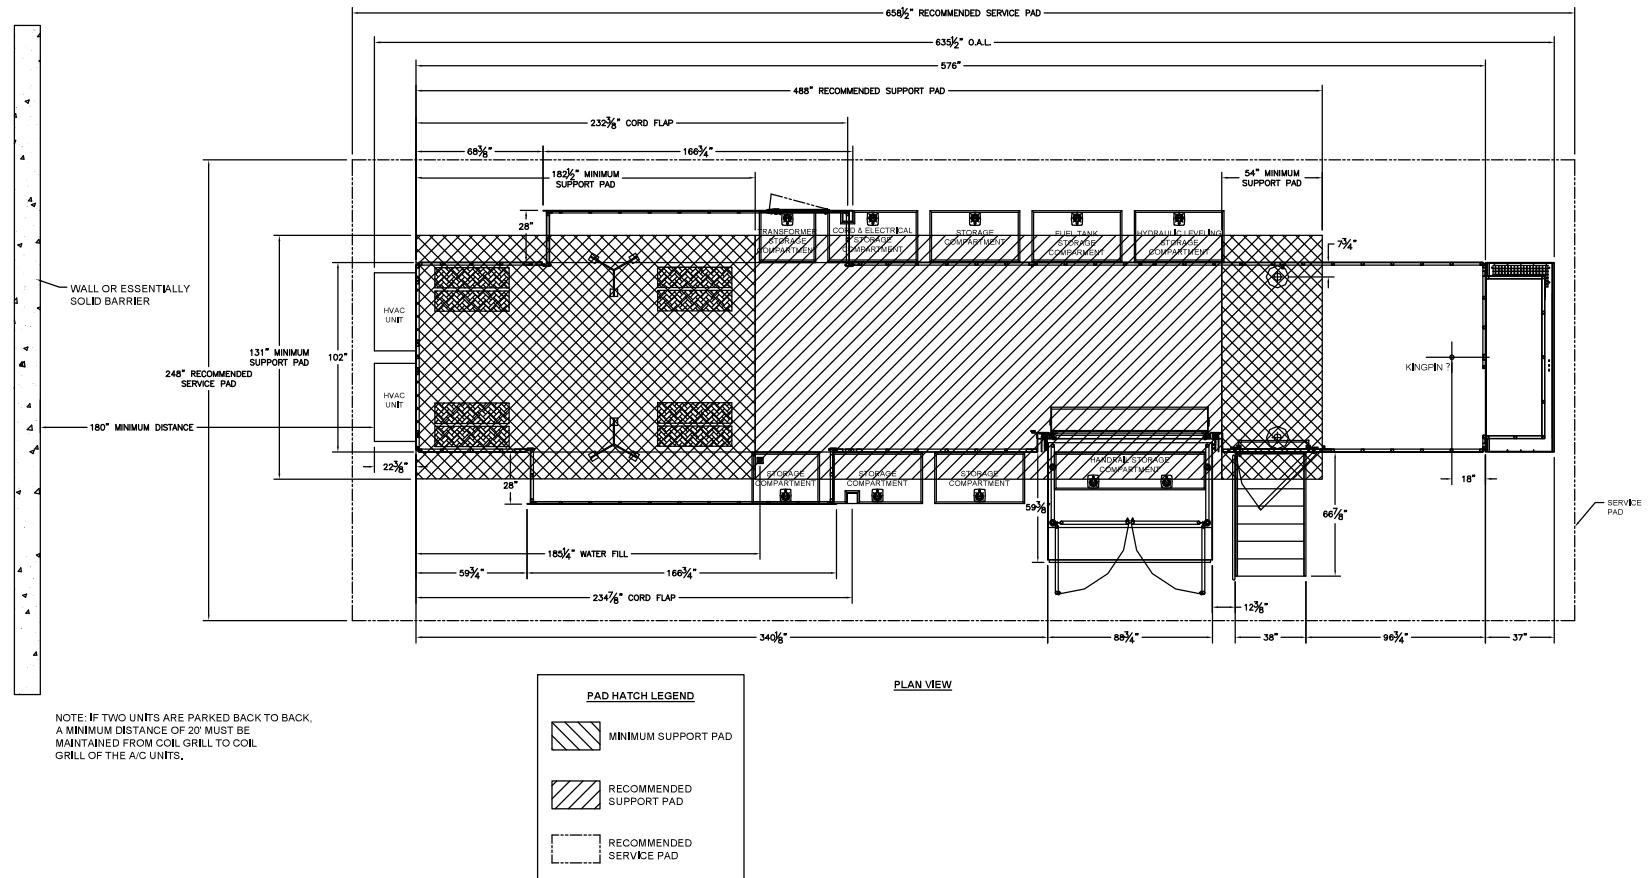 658½" RECOMMENDED SERVICE PAD
635½" O.A.L.
576"
488" RECOMMENDED SUPPORT PAD
232⅜" CORD FLAP
68⅜"
166¾"
182½" MINIMUM
SUPPORT PAD
54" MINIMUM
SUPPORT PAD
28"
7¾"
TRANSFORMER
STORAGE
COMPARTMENT
CORD & ELECTRICAL
STORAGE
COMPARTMENT
STORAGE
COMPARTMENT
FUEL TANK
STORAGE
COMPARMENT
HYDRAULIC LEVELING
STORAGE
COMPARTMENT
WALL OR ESSENTIALLY
SOLID BARRIER
HVAC
UNIT
131" MINIMUM
SUPPORT PAD
102"
248" RECOMMENDED
SERVICE PAD
KINGPIN ?
HVAC
UNIT
180" MINIMUM DISTANCE
22⅜"
28"
STORAGE
COMPARTMENT
STORAGE
COMPARTMENT
STORAGE
COMPARTMENT
HANDRAIL STORAGE
COMPARTMENT
18"
59⅜"
66⅞"
SERVICE
PAD
185¼" WATER FILL
59¾"
166¾"
234⅞" CORD FLAP
12⅜"
340⅛"
88¾"
38"
96¾"
37"
PLAN VIEW
PAD HATCH LEGEND
MINIMUM SUPPORT PAD
RECOMMENDED
SUPPORT PAD
RECOMMENDED
SERVICE PAD
NOTE: IF TWO UNITS ARE PARKED BACK TO BACK,
A MINIMUM DISTANCE OF 20' MUST BE
MAINTAINED FROM COIL GRILL TO COIL
GRILL OF THE A/C UNITS.